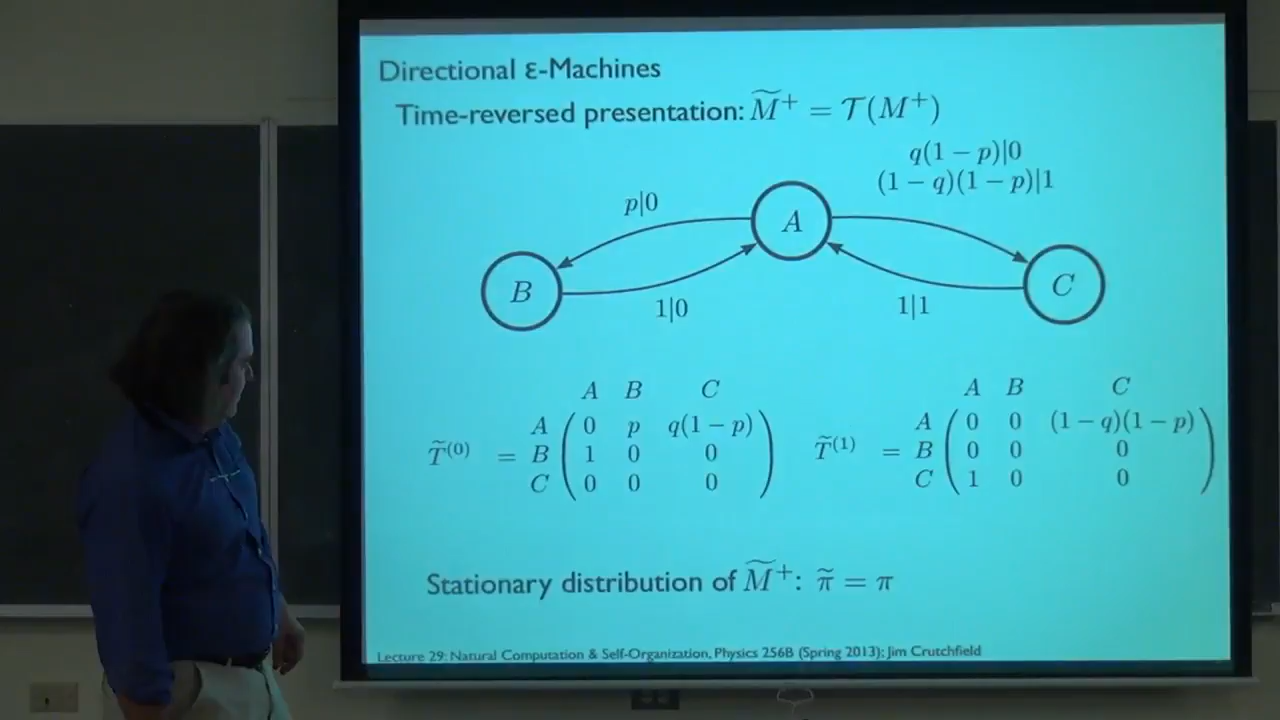 Directional ε-Machines
Time-reversed presentation: M̃⁺ = 𝒯(M⁺)
q(1 − p)|0
(1 − q)(1 − p)|1
p|0
A
B
C
1|0
1|1
A B C
A 0 p q(1 − p)
T̃⁽⁰⁾ = B 1 0 0
C 0 0 0
A B C
A 0 0 (1 − q)(1 − p)
T̃⁽¹⁾ = B 0 0 0
C 1 0 0
Stationary distribution of M̃⁺: π̃ = π
Lecture 29: Natural Computation & Self-Organization, Physics 256B (Spring 2013); Jim Crutchfield